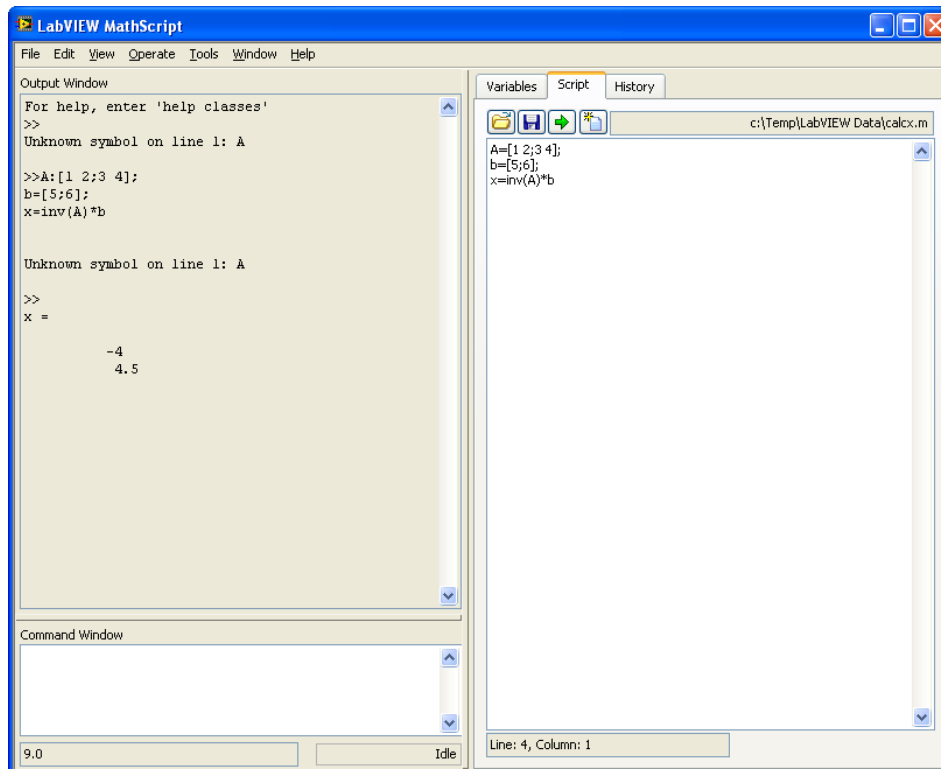 LabVIEW MathScript
File Edit View Operate Tools Window Help
Output Window
For help, enter 'help classes'
>>
Unknown symbol on line 1: A
>>A:[1 2;3 4];
b=[5;6];
x=inv(A)*b
Unknown symbol on line 1: A
>>
x =
-4
4.5
Command Window
9.0
Idle
Variables Script History
c:\Temp\LabVIEW Data\calcx.m
A=[1 2;3 4];
b=[5;6];
x=inv(A)*b
Line: 4, Column: 1